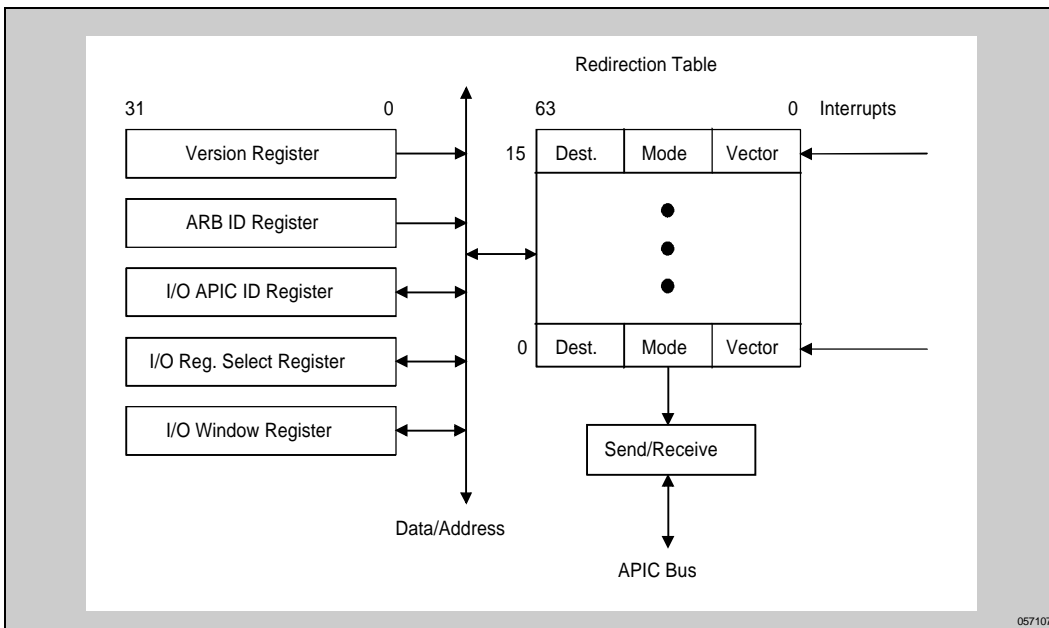 Redirection Table
31 0 63 0 Interrupts
Version Register
15 Dest. Mode Vector
ARB ID Register
I/O APIC ID Register
I/O Reg. Select Register
0 Dest. Mode Vector
I/O Window Register
Send/Receive
Data/Address
APIC Bus
057107